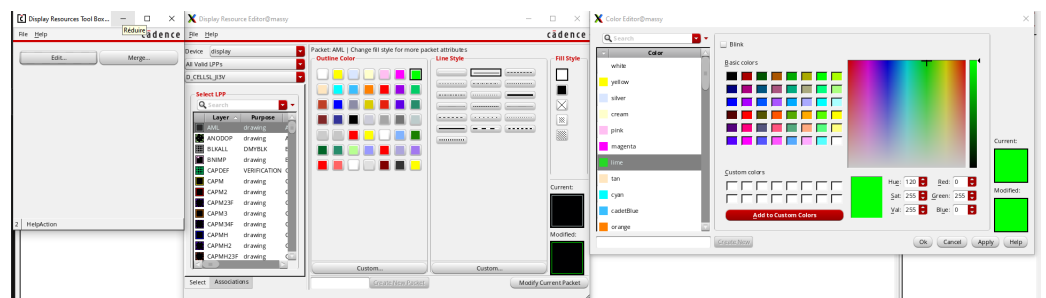 Display Resources Tool Box...
Réduire
File Help
cādence
Edit...
Merge...
2 HelpAction
Display Resource Editor@massy
File Help
cādence
Device display
All Valid LPPs
D_CELLSL_JI3V
Select LPP
Search
Layer Purpose
AML drawing
ANODOP drawing
BLKALL DMYBLK
BNIMP drawing
CAPDEF VERIFICATION
CAPM drawing
CAPM2 drawing
CAPM23F drawing
CAPM3 drawing
CAPM34F drawing
CAPMH drawing
CAPMH2 drawing
CAPMH23F drawing
Select Associations
Packet: AML | Change fill style for more packet attributes
Outline Color
Line Style
Fill Style
Current:
Modified:
Custom...
Custom...
Create New Packet
Modify Current Packet
Color Editor@massy
Search
Color
white
yellow
silver
cream
pink
magenta
lime
tan
cyan
cadetBlue
orange
Create New
Blink
Basic colors
Custom colors
Add to Custom Colors
Hue: 120 Red: 0
Sat: 255 Green: 255
Val: 255 Blue: 0
Current:
Modified:
Ok Cancel Apply Help